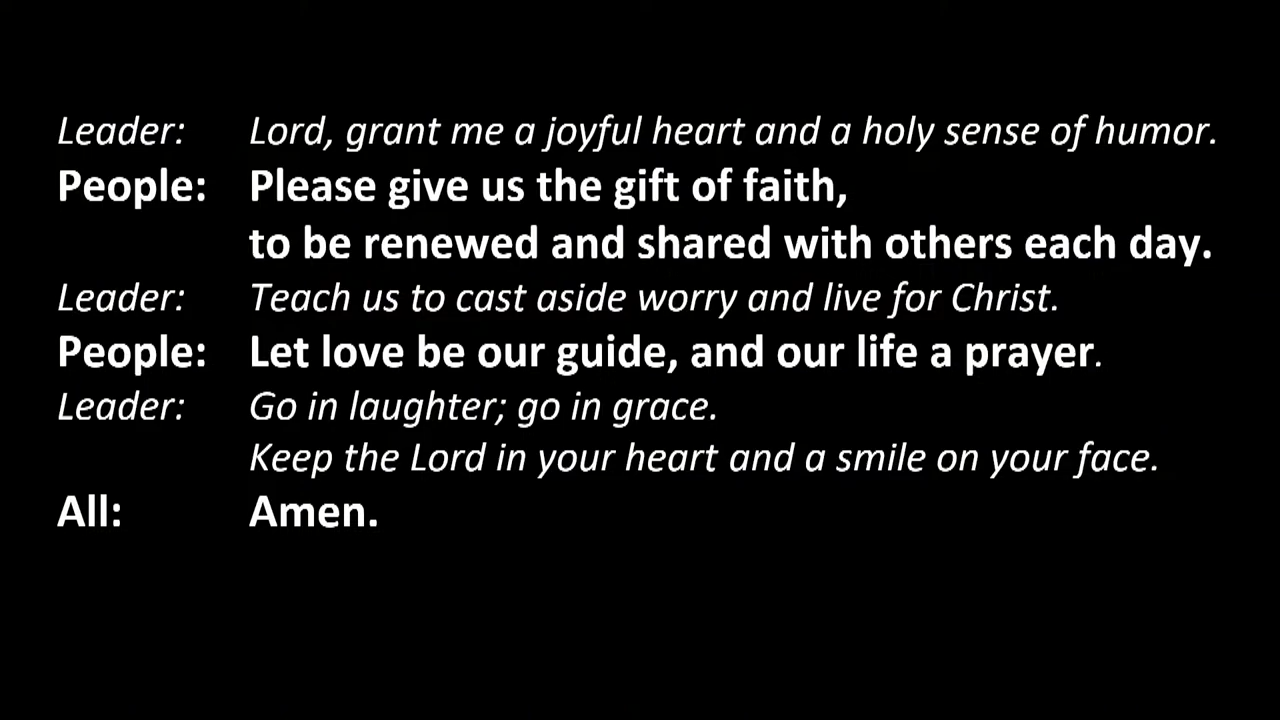 Leader: Lord, grant me a joyful heart and a holy sense of humor.
People: Please give us the gift of faith,
to be renewed and shared with others each day.
Leader: Teach us to cast aside worry and live for Christ.
People: Let love be our guide, and our life a prayer.
Leader: Go in laughter; go in grace.
Keep the Lord in your heart and a smile on your face.
All: Amen.